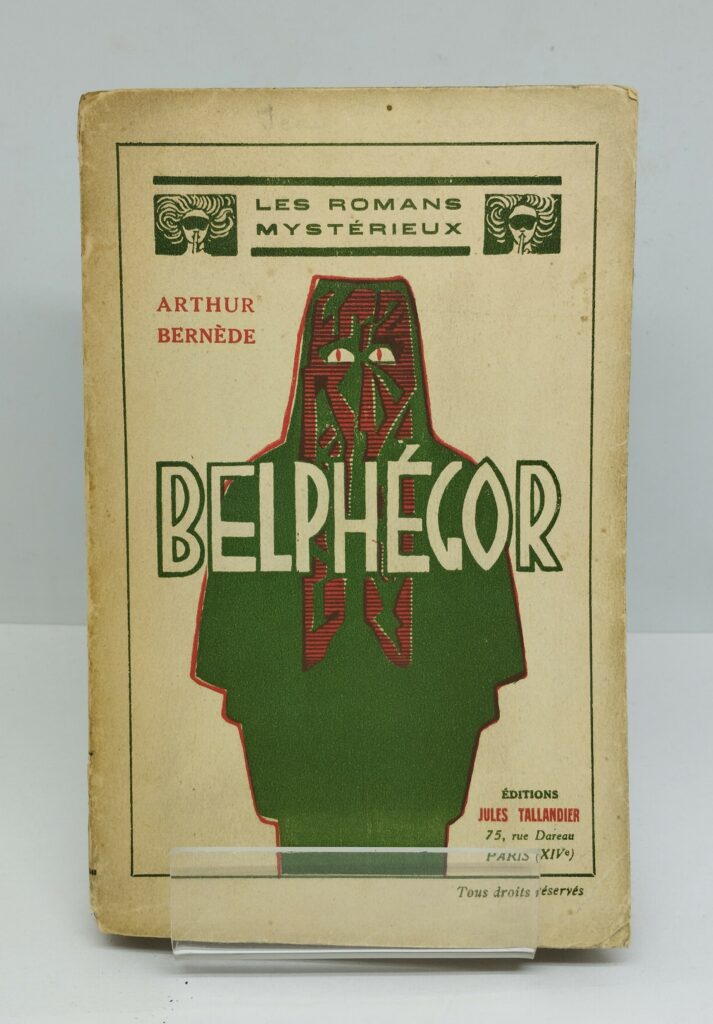 LES ROMANS
MYSTÉRIEUX
ARTHUR
BERNÈDE
BELPHÉGOR
ÉDITIONS
JULES TALLANDIER
75, rue Dareau
PARIS (XIVe)
Tous droits réservés